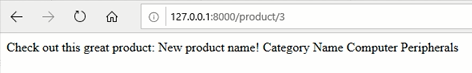 127.0.0.1:8000/product/3
Check out this great product: New product name! Category Name Computer Peripherals